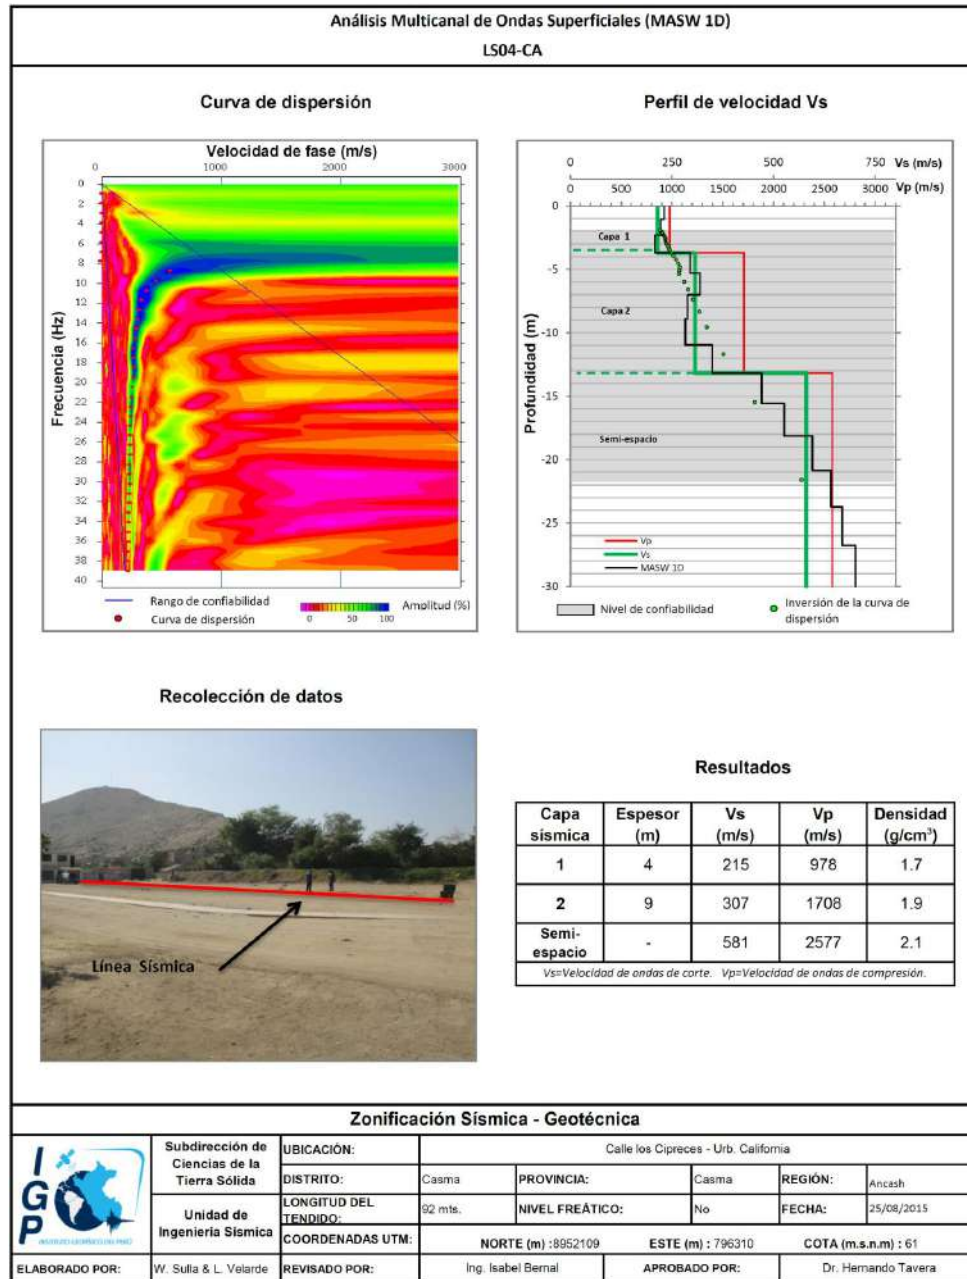 Análisis Multicanal de Ondas Superficiales (MASW 1D)
LS04-CA
Curva de dispersión
Velocidad de fase (m/s)
0 1000 2000 3000
Frecuencia (Hz)
0
2
4
6
8
10
12
14
16
18
20
22
24
26
28
30
32
34
36
38
40
Rango de confiabilidad
Curva de dispersión
Amplitud (%)
0 50 100
Perfil de velocidad Vs
0 250 500 750 Vs (m/s)
0 500 1000 1500 2000 2500 3000 Vp (m/s)
Profundidad (m)
0
-5
-10
-15
-20
-25
-30
Capa 1
Capa 2
Semi-espacio
Vp
Vs
MASW 1D
Nivel de confiabilidad
Inversión de la curva de
dispersión
Recolección de datos
Línea Sísmica
Resultados
Capa sísmica Espesor (m) Vs (m/s) Vp (m/s) Densidad (g/cm³)
1 4 215 978 1.7
2 9 307 1708 1.9
Semi-espacio - 581 2577 2.1
Vs=Velocidad de ondas de corte. Vp=Velocidad de ondas de compresión.
Zonificación Sísmica - Geotécnica
IGP
INSTITUTO GEOFÍSICO DEL PERÚ
Subdirección de
Ciencias de la
Tierra Sólida
Unidad de
Ingenieria Sísmica
UBICACIÓN: Calle los Cipreces - Urb. California
DISTRITO: Casma PROVINCIA: Casma REGIÓN: Ancash
LONGITUD DEL TENDIDO: 92 mts. NIVEL FREÁTICO: No FECHA: 25/08/2015
COORDENADAS UTM: NORTE (m) :8952109 ESTE (m) : 796310 COTA (m.s.n.m) : 61
ELABORADO POR: W. Sulla & L. Velarde REVISADO POR: Ing. Isabel Bernal APROBADO POR: Dr. Hernando Tavera